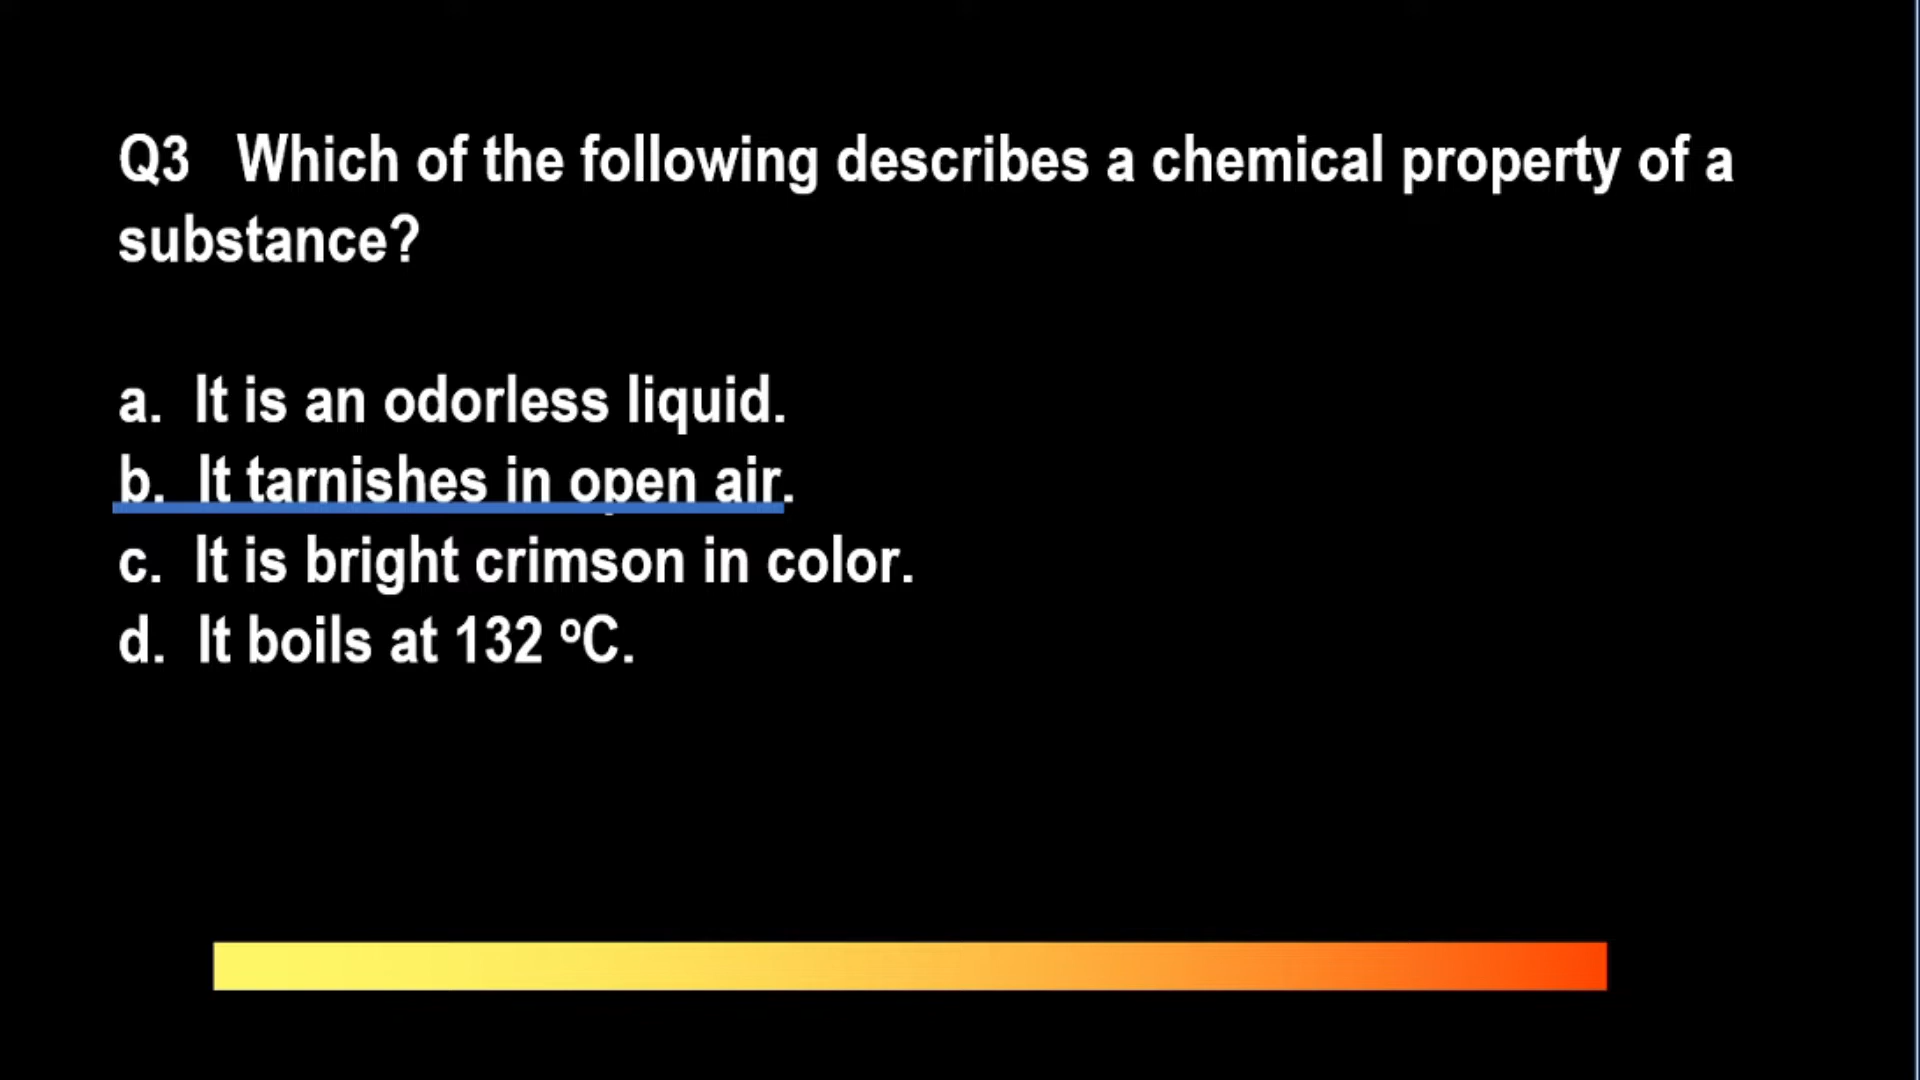 Q3 Which of the following describes a chemical property of a
substance?
a. It is an odorless liquid.
b. It tarnishes in open air.
c. It is bright crimson in color.
d. It boils at 132 ºC.